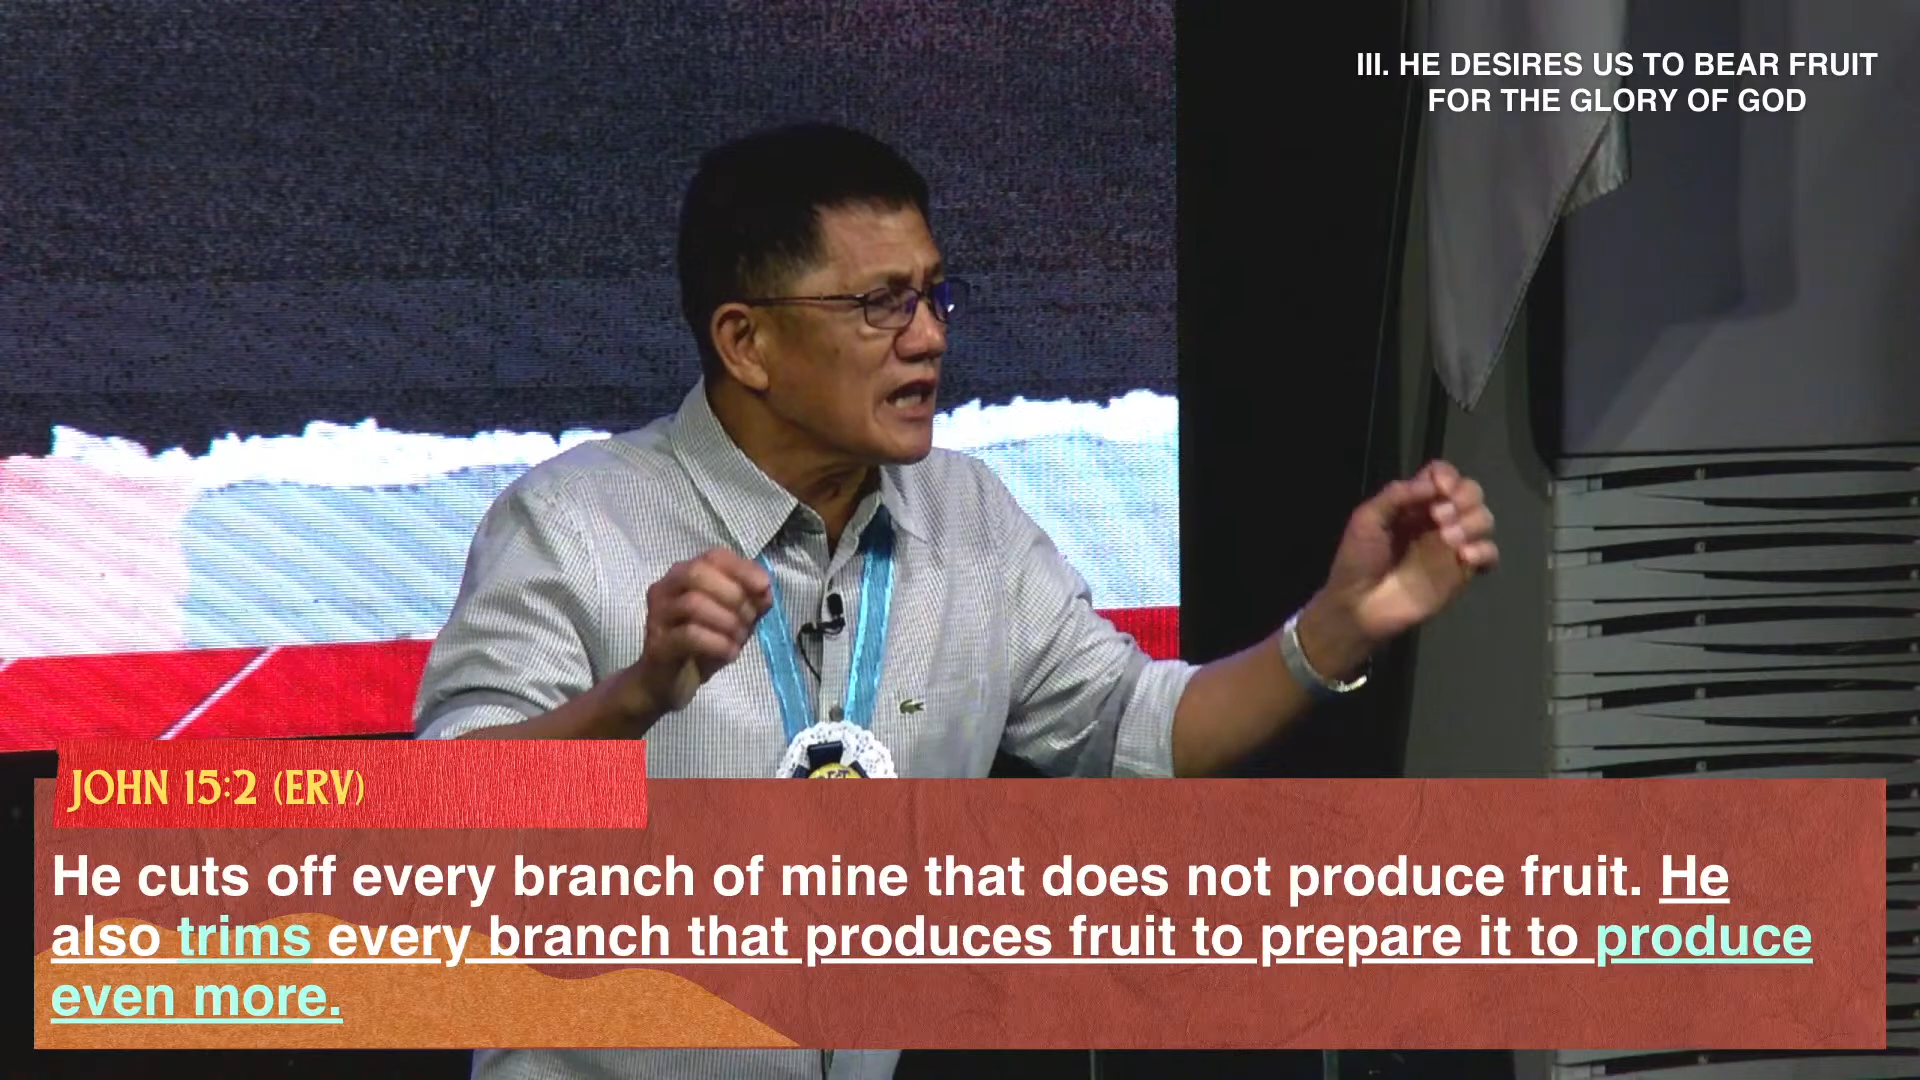 III. HE DESIRES US TO BEAR FRUIT
FOR THE GLORY OF GOD
JOHN 15:2 (ERV)
He cuts off every branch of mine that does not produce fruit. He
also trims every branch that produces fruit to prepare it to produce
even more.